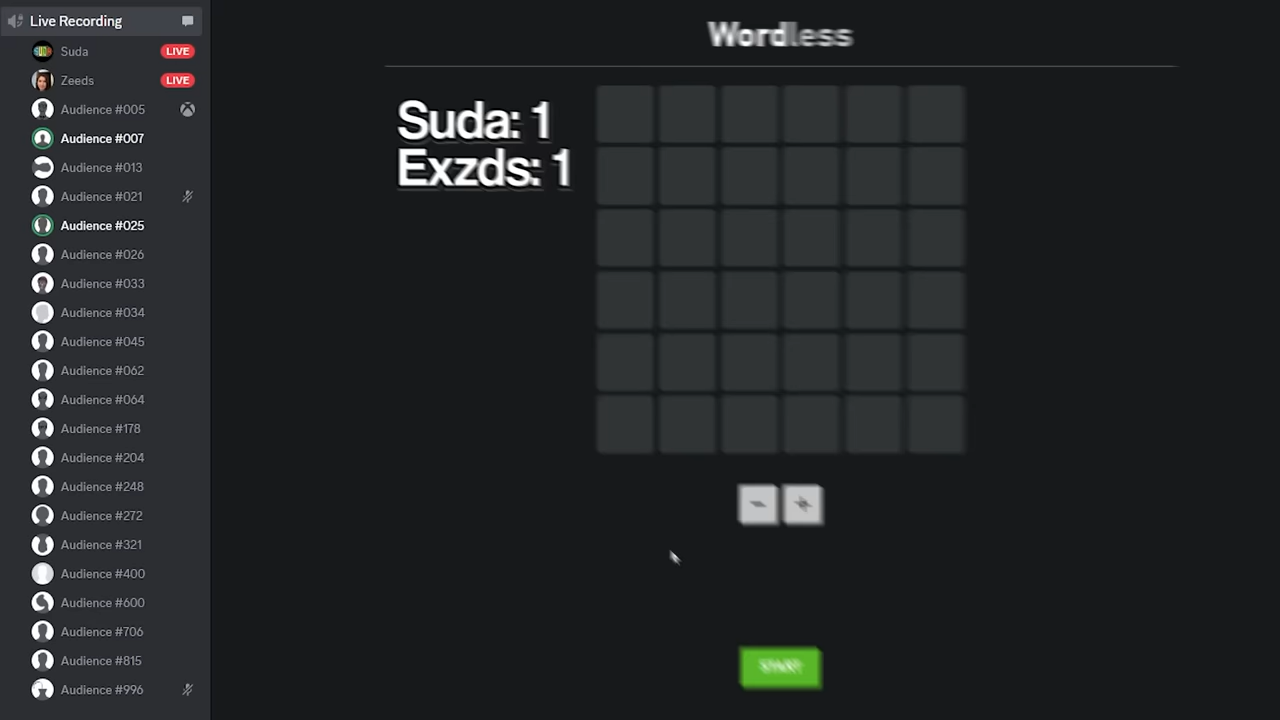 Live Recording
Suda LIVE
Zeeds LIVE
Audience #005
Audience #007
Audience #013
Audience #021
Audience #025
Audience #026
Audience #033
Audience #034
Audience #045
Audience #062
Audience #064
Audience #178
Audience #204
Audience #248
Audience #272
Audience #321
Audience #400
Audience #600
Audience #706
Audience #815
Audience #996
Wordless
Suda: 1
Exzds: 1
- +
START